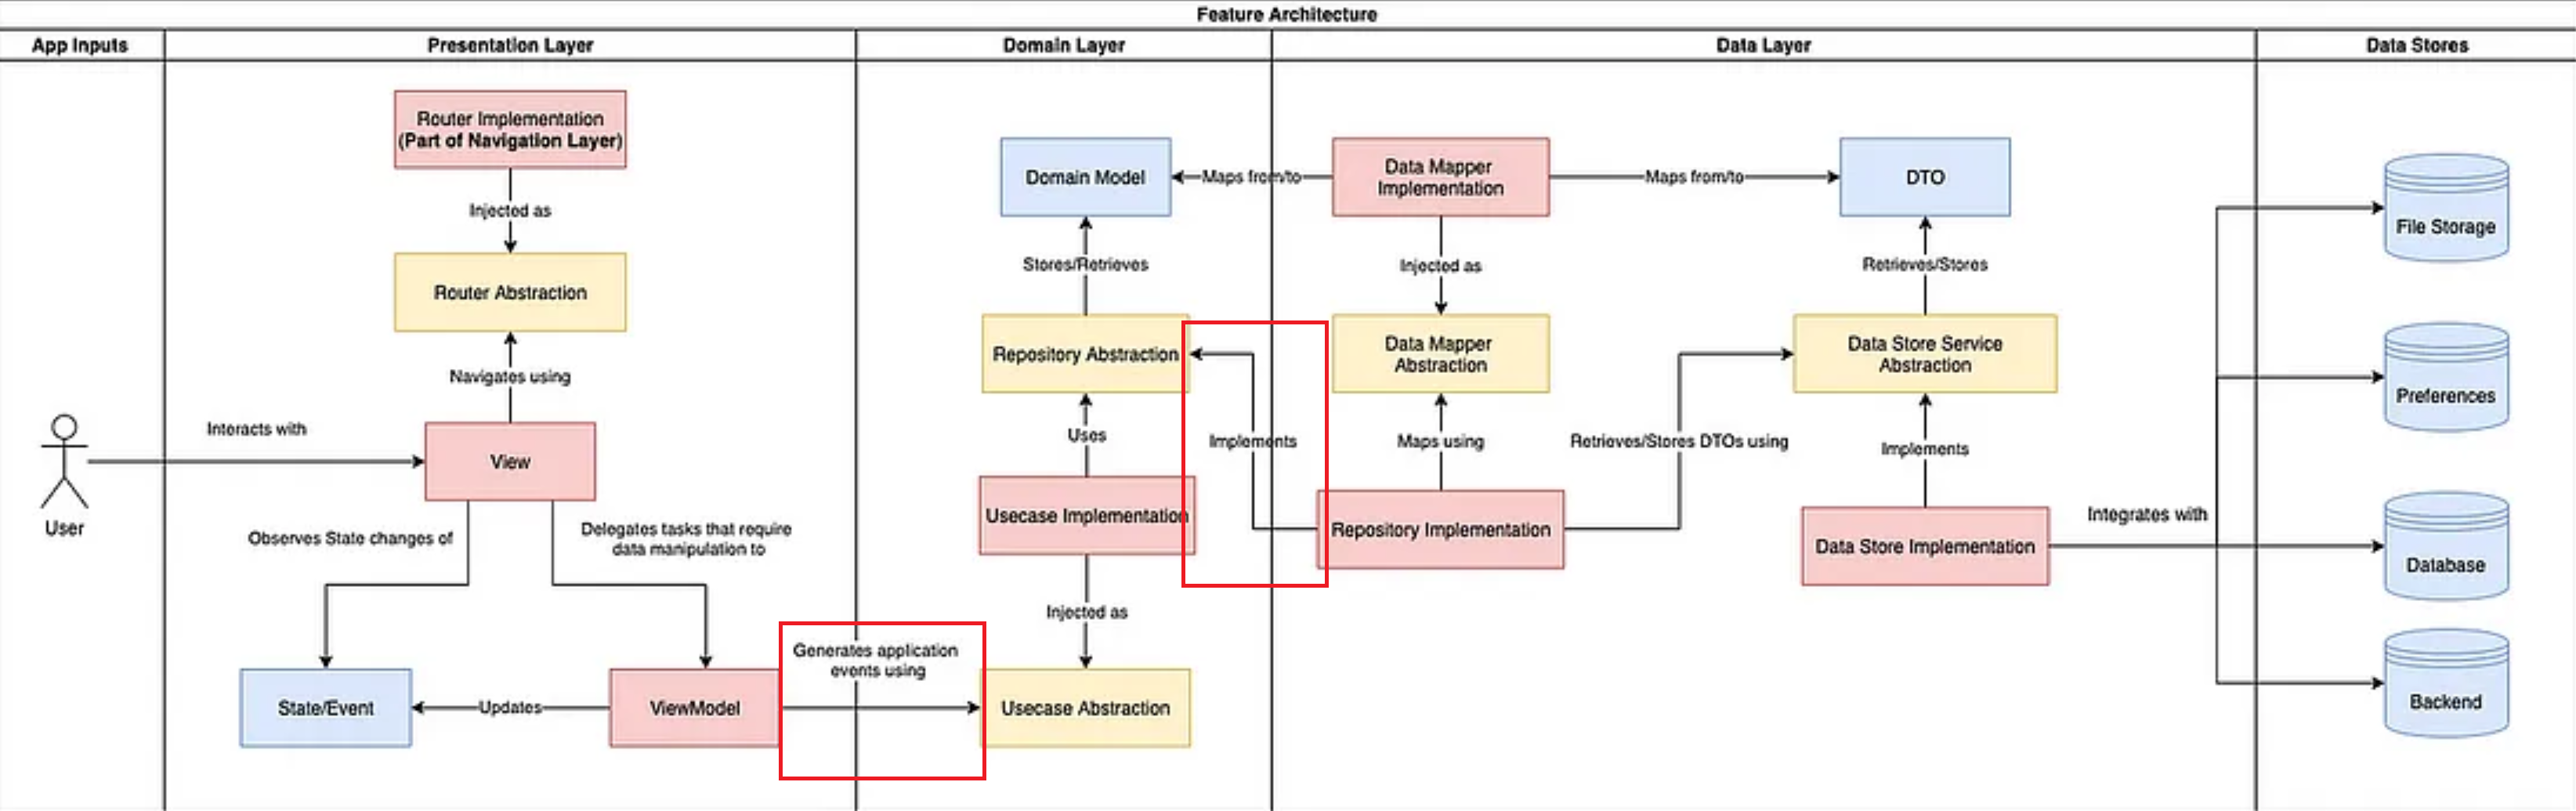 Feature Architecture
App Inputs
Presentation Layer
Domain Layer
Data Layer
Data Stores
Router Implementation
(Part of Navigation Layer)
Injected as
Router Abstraction
Navigates using
Interacts with
View
User
Observes State changes of
Delegates tasks that require
data manipulation to
State/Event
Updates
ViewModel
Generates application
events using
Domain Model
Maps from/to
Stores/Retrieves
Repository Abstraction
Uses
Implements
Usecase Implementation
Injected as
Usecase Abstraction
Data Mapper
Implementation
Maps from/to
DTO
Injected as
Retrieves/Stores
Data Mapper
Abstraction
Data Store Service
Abstraction
Maps using
Retrieves/Stores DTOs using
Implements
Repository Implementation
Data Store Implementation
Integrates with
File Storage
Preferences
Database
Backend